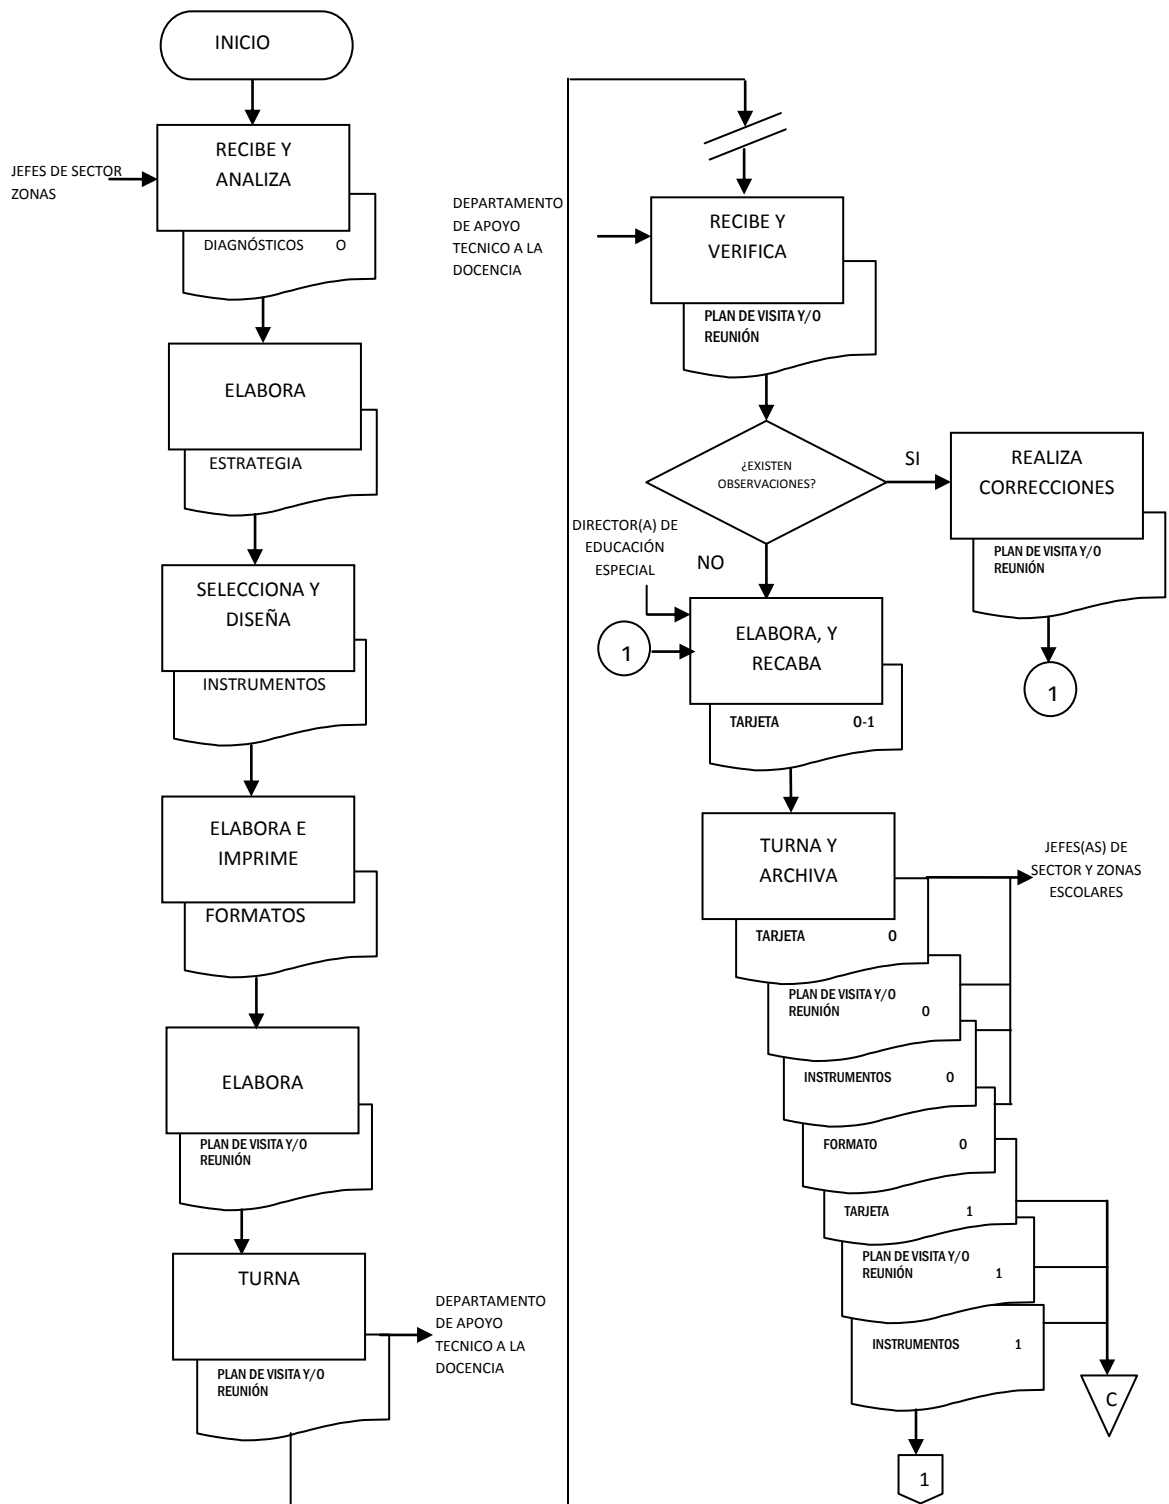 INICIO
RECIBE Y
ANALIZA
JEFES DE SECTOR
ZONAS
DIAGNÓSTICOS O
ELABORA
ESTRATEGIA
SELECCIONA Y
DISEÑA
INSTRUMENTOS
ELABORA E
IMPRIME
FORMATOS
ELABORA
PLAN DE VISITA Y/O
REUNIÓN
TURNA
DEPARTAMENTO
DE APOYO
TECNICO A LA
DOCENCIA
PLAN DE VISITA Y/O
REUNIÓN
DEPARTAMENTO
DE APOYO
TECNICO A LA
DOCENCIA
RECIBE Y
VERIFICA
PLAN DE VISITA Y/O
REUNIÓN
¿EXISTEN
OBSERVACIONES?
SI
REALIZA
CORRECCIONES
PLAN DE VISITA Y/O
REUNIÓN
1
DIRECTOR(A) DE
EDUCACIÓN
ESPECIAL
NO
1
ELABORA, Y
RECABA
TARJETA 0-1
TURNA Y
ARCHIVA
JEFES(AS) DE
SECTOR Y ZONAS
ESCOLARES
TARJETA 0
PLAN DE VISITA Y/O
REUNIÓN 0
INSTRUMENTOS 0
FORMATO 0
TARJETA 1
PLAN DE VISITA Y/O
REUNIÓN 1
INSTRUMENTOS 1
C
1